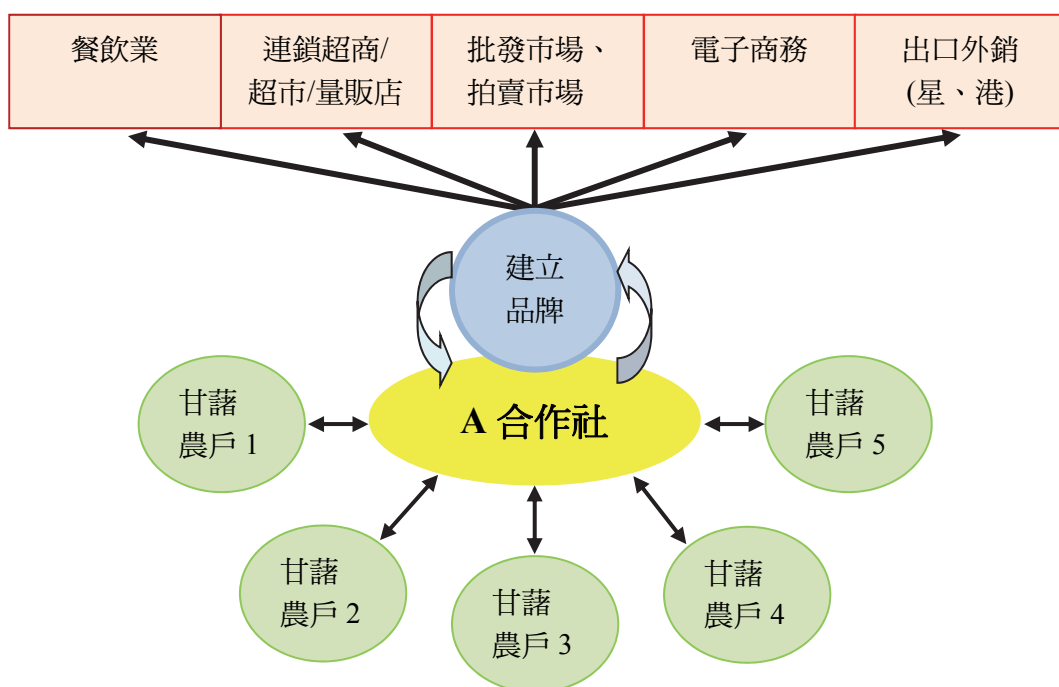 餐飲業
連鎖超商/
超市/量販店
批發市場、
拍賣市場
電子商務
出口外銷
(星、港)
建立
品牌
A 合作社
甘藷
農戶 1
甘藷
農戶 5
甘藷
農戶 2
甘藷
農戶 3
甘藷
農戶 4